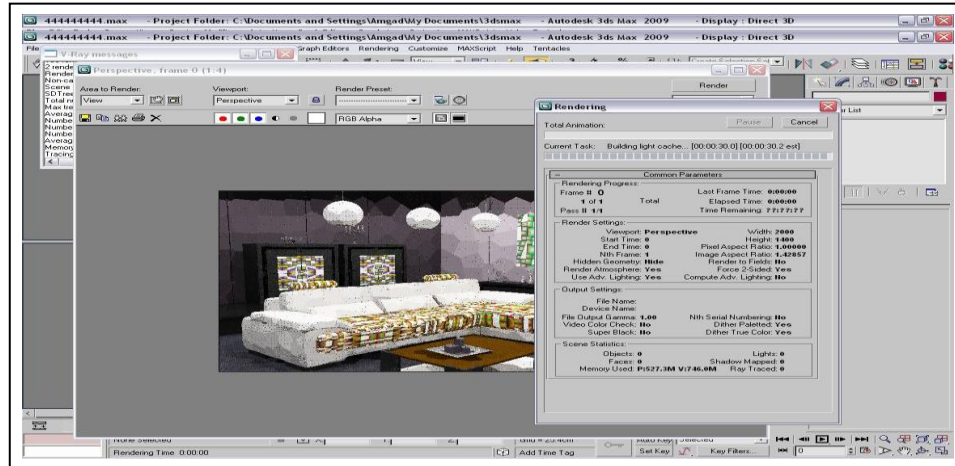 444444444.max - Project Folder: C:\Documents and Settings\Amgad\My Documents\3dsmax - Autodesk 3ds Max 2009 - Display : Direct 3D
444444444.max - Project Folder: C:\Documents and Settings\Amgad\My Documents\3dsmax - Autodesk 3ds Max 2009 - Display : Direct 3D
File Graph Editors Rendering Customize MAXScript Help Tentacles
V-Ray messages
Perspective, frame 0 (1:4)
Area to Render: Viewport: Render Preset: Render
View Perspective
RGB Alpha
Rendering
Total Animation: Pause Cancel
Current Task: Building light cache... [00:00:30.0] [00:00:30.2 est]
Common Parameters
Rendering Progress:
Frame # 0 Last Frame Time: 0:00:00
1 of 1 Total Elapsed Time: 0:00:00
Pass # 1/1 Time Remaining: ??:??:??
Render Settings:
Viewport: Perspective Width: 2000
Start Time: 0 Height: 1400
End Time: 0 Pixel Aspect Ratio: 1.00000
Nth Frame: 1 Image Aspect Ratio: 1.42857
Hidden Geometry: Hide Render to Fields: No
Render Atmosphere: Yes Force 2-Sided: Yes
Use Adv. Lighting: Yes Compute Adv. Lighting: No
Output Settings:
File Name:
Device Name:
File Output Gamma: 1.00 Nth Serial Numbering: No
Video Color Check: No Dither Paletted: Yes
Super Black: No Dither True Color: Yes
Scene Statistics:
Objects: 0 Lights: 0
Faces: 0 Shadow Mapped: 0
Memory Used: P:527.3M V:746.0M Ray Traced: 0
None Selected
Rendering Time 0:00:00 Add Time Tag Set Key Key Filters... 0